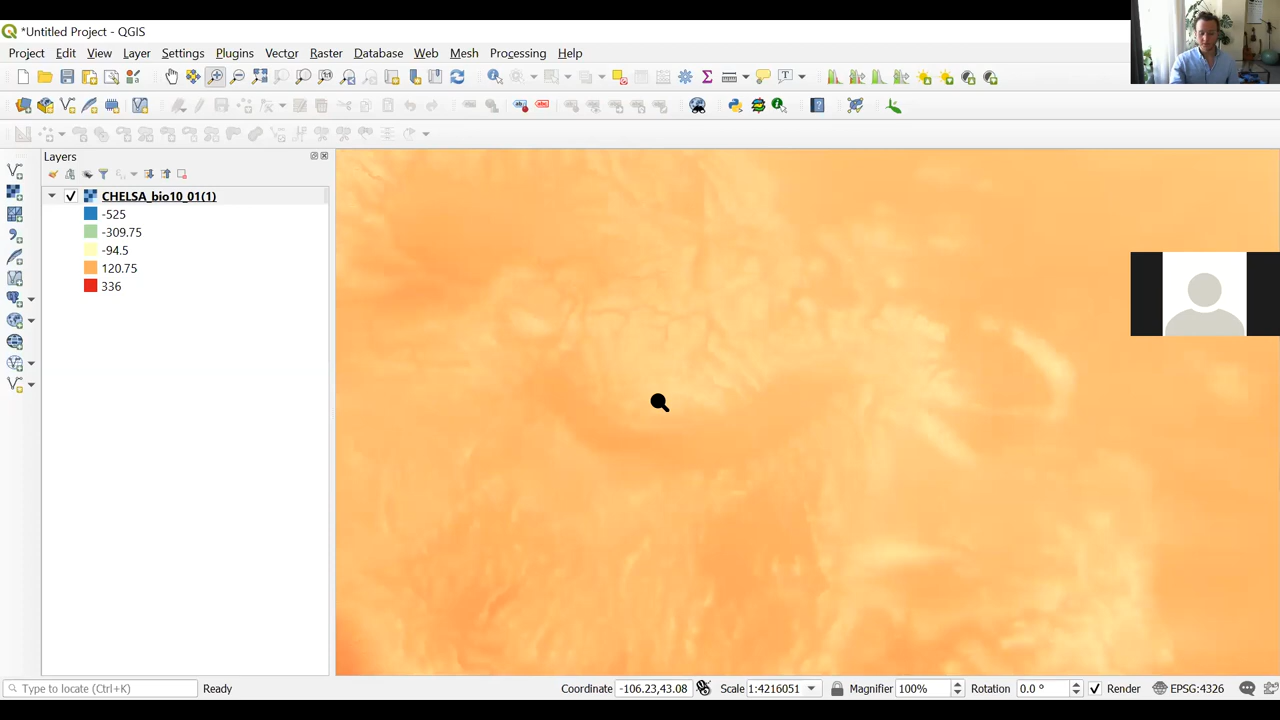 *Untitled Project - QGIS
Project Edit View Layer Settings Plugins Vector Raster Database Web Mesh Processing Help
Layers
CHELSA_bio10_01(1)
-525
-309.75
-94.5
120.75
336
Type to locate (Ctrl+K) Ready Coordinate -106.23,43.08 Scale 1:4216051 Magnifier 100% Rotation 0.0 ° Render EPSG:4326